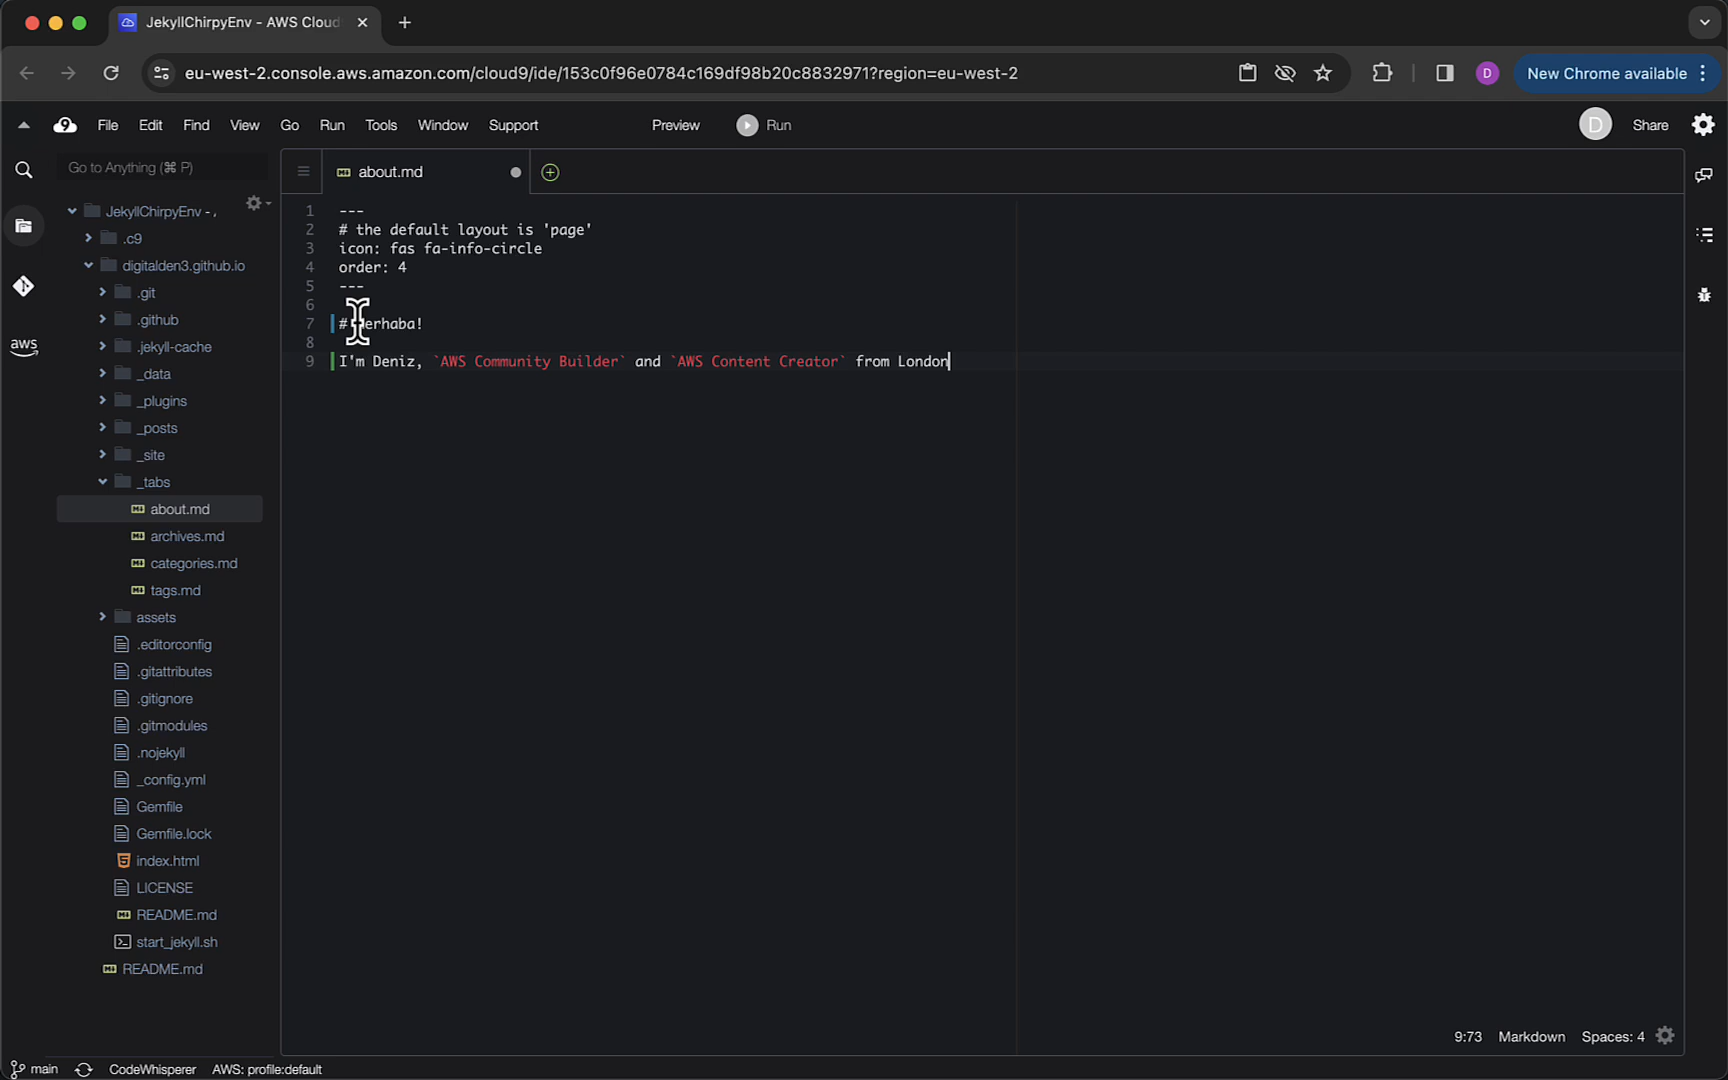 JekyllChirpyEnv - AWS Cloud
eu-west-2.console.aws.amazon.com/cloud9/ide/153c0f96e0784c169df98b20c8832971?region=eu-west-2
D
New Chrome available
9
File Edit Find View Go Run Tools Window Support Preview Run
D
Share
Go to Anything (⌘ P)
about.md
JekyllChirpyEnv -
.c9
digitalden3.github.io
.git
.github
.jekyll-cache
_data
_plugins
_posts
_site
_tabs
about.md
archives.md
categories.md
tags.md
assets
.editorconfig
.gitattributes
.gitignore
.gitmodules
.nojekyll
_config.yml
Gemfile
Gemfile.lock
index.html
LICENSE
README.md
start_jekyll.sh
README.md
aws
1 ---
2 # the default layout is 'page'
3 icon: fas fa-info-circle
4 order: 4
5 ---
6
7 # erhaba!
8
9 I'm Deniz, `AWS Community Builder` and `AWS Content Creator` from London
9:73 Markdown Spaces: 4
main CodeWhisperer AWS: profile:default